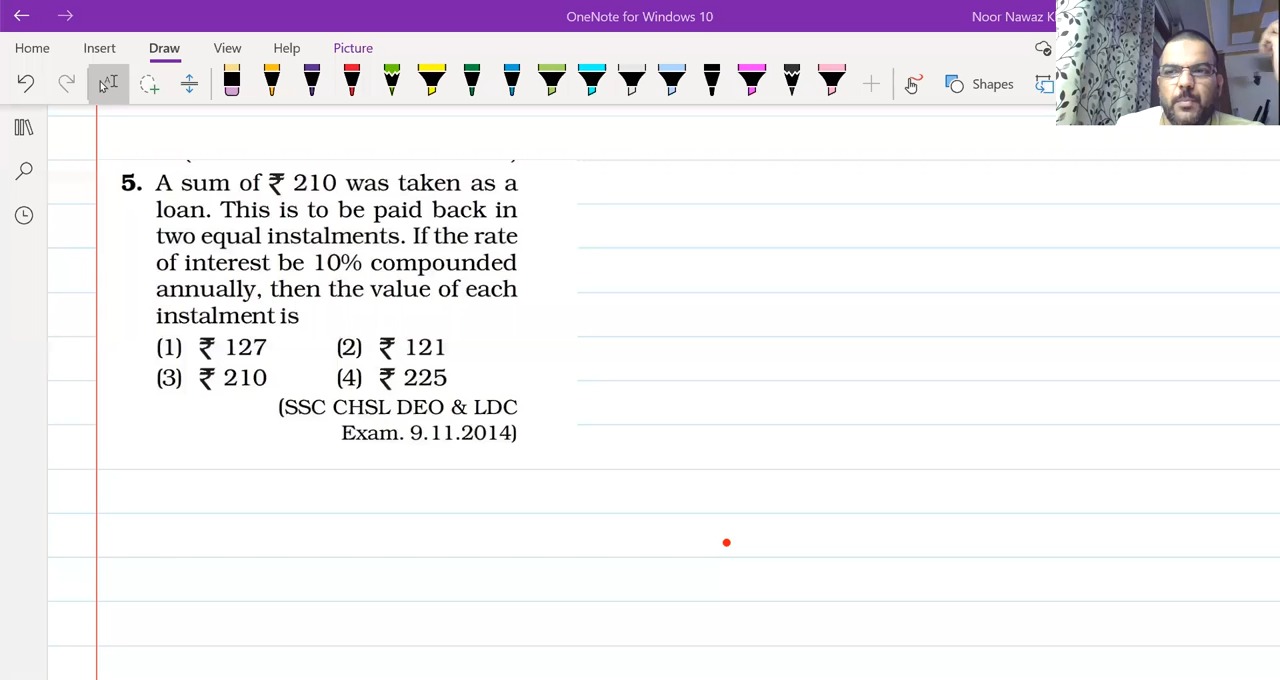 OneNote for Windows 10
Noor Nawaz K
Home Insert Draw View Help Picture
Shapes
5. A sum of ₹ 210 was taken as a
loan. This is to be paid back in
two equal instalments. If the rate
of interest be 10% compounded
annually, then the value of each
instalment is
(1) ₹ 127 (2) ₹ 121
(3) ₹ 210 (4) ₹ 225
(SSC CHSL DEO & LDC
Exam. 9.11.2014)